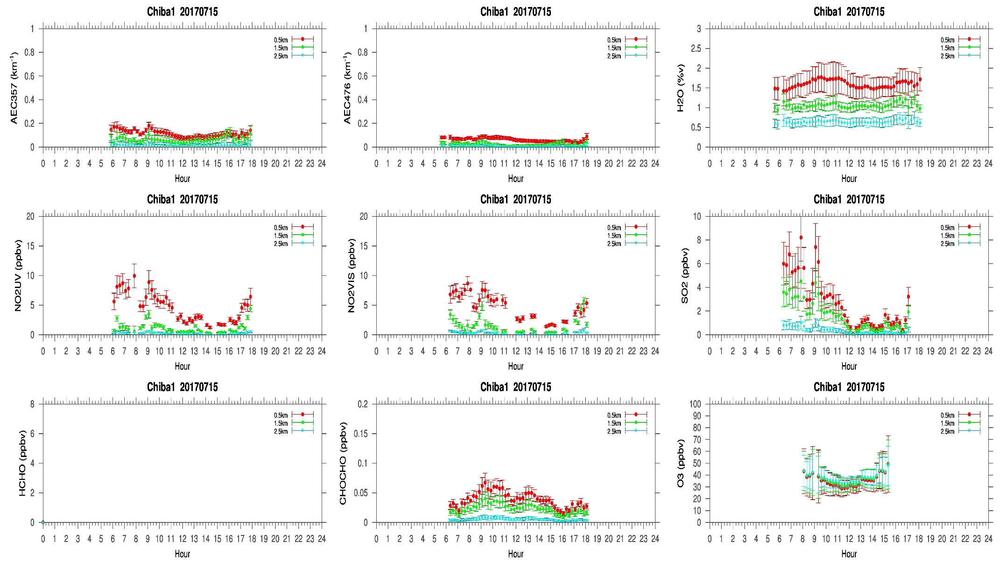 Chiba1 20170715
AEC357 (km⁻¹)
1
0.8
0.6
0.4
0.2
0
0.5km
1.5km
2.5km
0 1 2 3 4 5 6 7 8 9 10 11 12 13 14 15 16 17 18 19 20 21 22 23 24
Hour
Chiba1 20170715
AEC476 (km⁻¹)
1
0.8
0.6
0.4
0.2
0
0.5km
1.5km
2.5km
0 1 2 3 4 5 6 7 8 9 10 11 12 13 14 15 16 17 18 19 20 21 22 23 24
Hour
Chiba1 20170715
H2O (%v)
3
2.5
2
1.5
1
0.5
0
0.5km
1.5km
2.5km
0 1 2 3 4 5 6 7 8 9 10 11 12 13 14 15 16 17 18 19 20 21 22 23 24
Hour
Chiba1 20170715
NO2UV (ppbv)
20
15
10
5
0
0.5km
1.5km
2.5km
0 1 2 3 4 5 6 7 8 9 10 11 12 13 14 15 16 17 18 19 20 21 22 23 24
Hour
Chiba1 20170715
NO2VIS (ppbv)
20
15
10
5
0
0.5km
1.5km
2.5km
0 1 2 3 4 5 6 7 8 9 10 11 12 13 14 15 16 17 18 19 20 21 22 23 24
Hour
Chiba1 20170715
SO2 (ppbv)
10
8
6
4
2
0
0.5km
1.5km
2.5km
0 1 2 3 4 5 6 7 8 9 10 11 12 13 14 15 16 17 18 19 20 21 22 23 24
Hour
Chiba1 20170715
HCHO (ppbv)
8
6
4
2
0
0.5km
1.5km
2.5km
0 1 2 3 4 5 6 7 8 9 10 11 12 13 14 15 16 17 18 19 20 21 22 23 24
Hour
Chiba1 20170715
CHOCHO (ppbv)
0.2
0.15
0.1
0.05
0
0.5km
1.5km
2.5km
0 1 2 3 4 5 6 7 8 9 10 11 12 13 14 15 16 17 18 19 20 21 22 23 24
Hour
Chiba1 20170715
O3 (ppbv)
100
90
80
70
60
50
40
30
20
10
0
0.5km
1.5km
2.5km
0 1 2 3 4 5 6 7 8 9 10 11 12 13 14 15 16 17 18 19 20 21 22 23 24
Hour